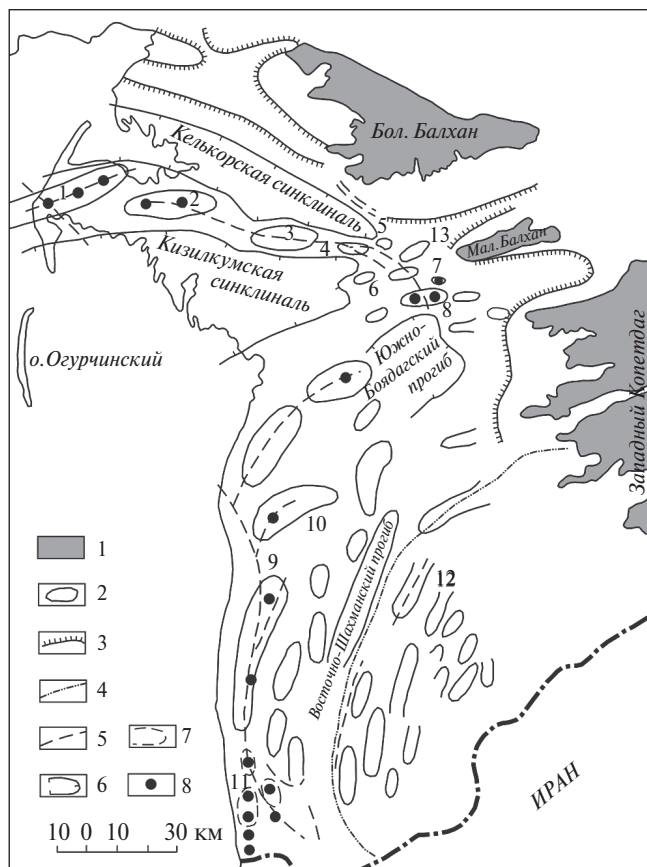 Бол. Балхан
Келькорская синклиналь
1
2
3
4
5
13
Мал. Балхан
7
6
8
Кизилкумская
синклиналь
о.Огурчинский
Южно-
Боядагский
прогиб
Западный Копетдаг
10
9
Восточно-Шахманский прогиб
12
11
ИРАН
1
2
3
4
5
7
6
8
10 0 10 30 км